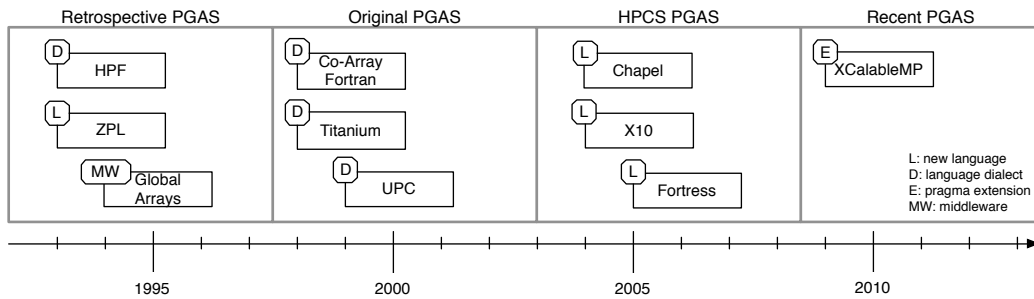 Retrospective PGAS
Original PGAS
HPCS PGAS
Recent PGAS
D
HPF
L
ZPL
MW
Global
Arrays
D
Co-Array
Fortran
D
Titanium
D
UPC
L
Chapel
L
X10
L
Fortress
E
XCalableMP
L: new language
D: language dialect
E: pragma extension
MW: middleware
1995
2000
2005
2010